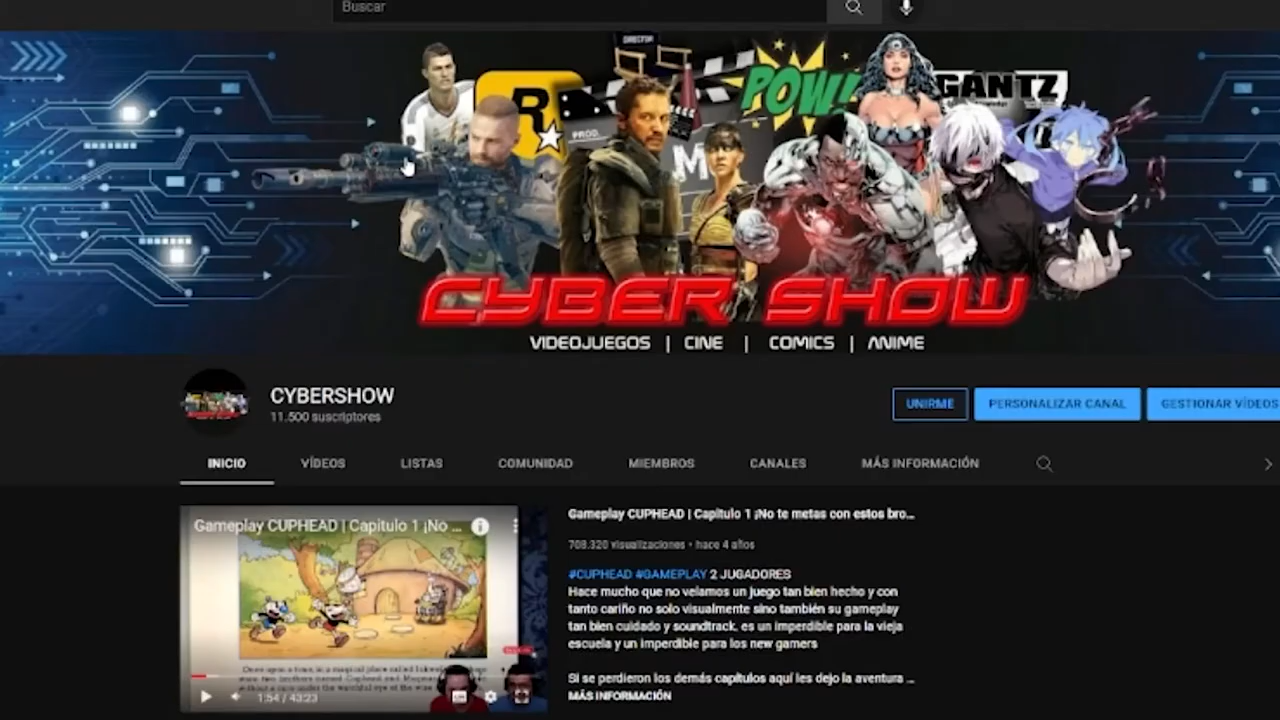 Buscar
DIRECTOR
R
PROD.
M
POW!
GANTZ
CYBER SHOW
VIDEOJUEGOS | CINE | COMICS | ANIME
CYBERSHOW
11.500 suscriptores
UNIRME
PERSONALIZAR CANAL
GESTIONAR VÍDEOS
INICIO
VÍDEOS
LISTAS
COMUNIDAD
MIEMBROS
CANALES
MÁS INFORMACIÓN
Gameplay CUPHEAD | Capitulo 1 ¡No ...
1:54 / 43:23
Gameplay CUPHEAD | Capitulo 1 ¡No te metas con estos bro...
708.320 visualizaciones • hace 4 años
#CUPHEAD #GAMEPLAY 2 JUGADORES
Hace mucho que no velamos un juego tan bien hecho y con
tanto cariño no solo visualmente sino también su gameplay
tan bien cuidado y soundtrack. es un imperdible para la vieja
escuela y un imperdible para los new gamers
Si se perdieron los demás capítulos aquí les dejo la aventura ...
MÁS INFORMACIÓN